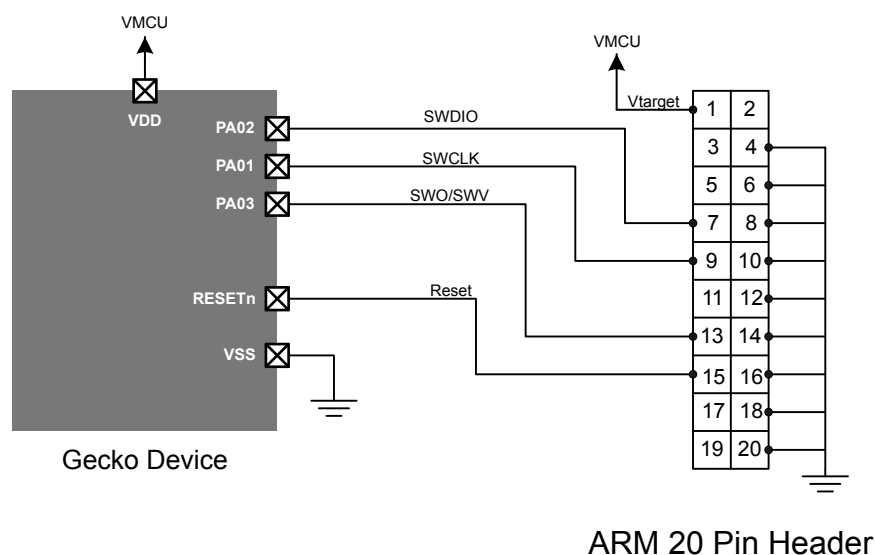 VMCU
VMCU
VDD
Vtarget
1 2
PA02
SWDIO
3 4
PA01
SWCLK
5 6
PA03
SWO/SWV
7 8
9 10
RESETn
Reset
11 12
13 14
VSS
15 16
17 18
19 20
Gecko Device
ARM 20 Pin Header